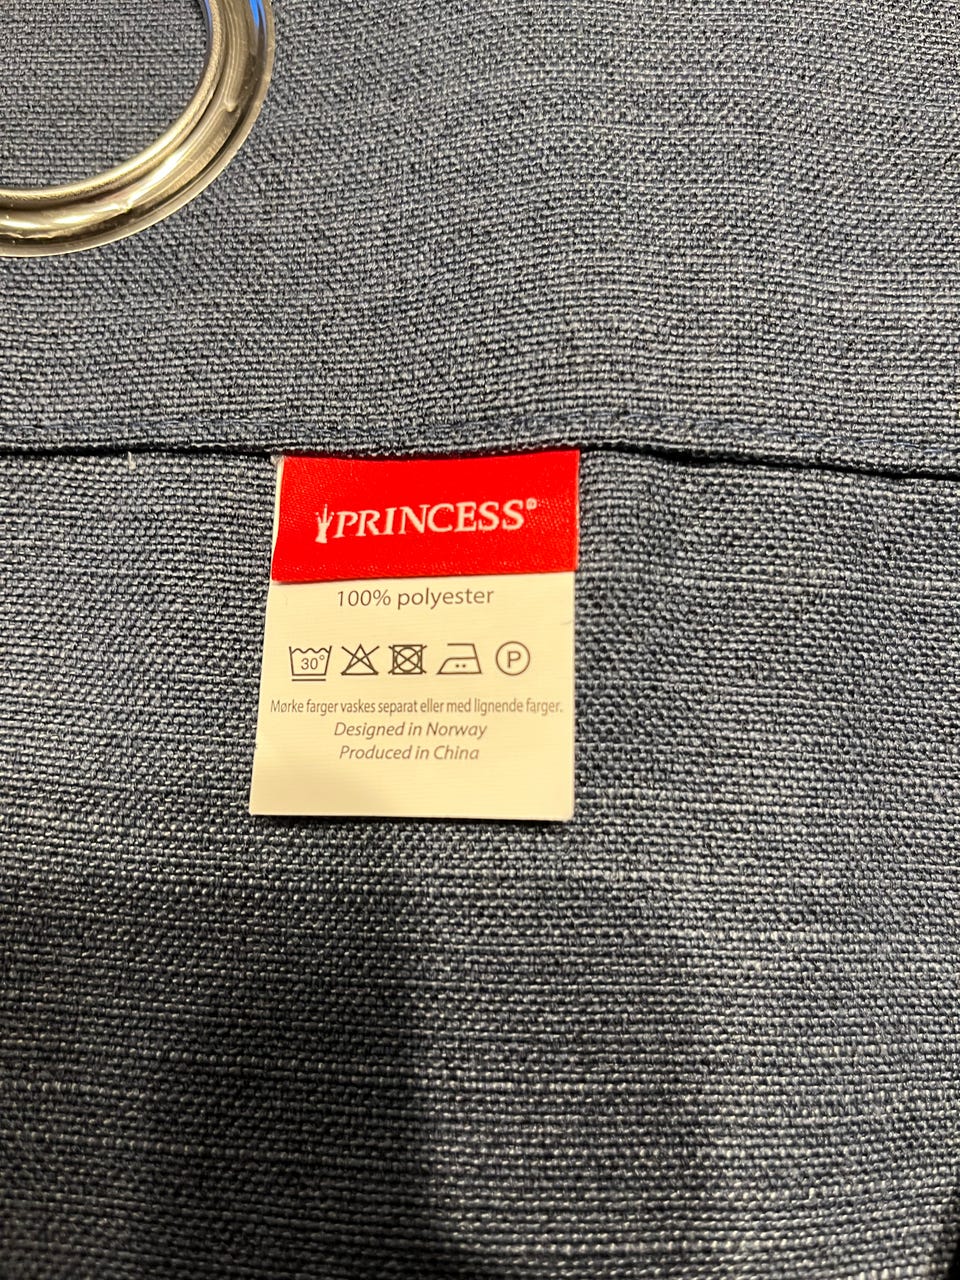 PRINCESS®
100% polyester
30° P
Mørke farger vaskes separat eller med lignende farger.
Designed in Norway
Produced in China